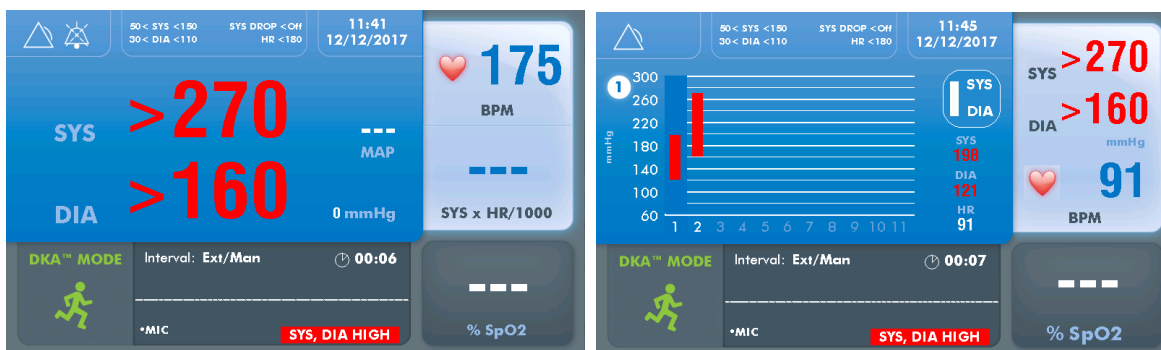 50< SYS <150 SYS DROP <Off
30< DIA <110 HR <180
11:41
12/12/2017
SYS >270
---
MAP
DIA >160
0 mmHg
175
BPM
---
SYS x HR/1000
DKA™ MODE
Interval: Ext/Man 00:06
•MIC
SYS, DIA HIGH
---
% SpO2
50< SYS <150 SYS DROP <Off
30< DIA <110 HR <180
11:45
12/12/2017
1
mmHg
300
260
220
180
140
100
60
1 2 3 4 5 6 7 8 9 10 11
SYS
DIA
SYS
198
DIA
121
HR
91
SYS >270
DIA >160
mmHg
91
BPM
DKA™ MODE
Interval: Ext/Man 00:07
•MIC
SYS, DIA HIGH
---
% SpO2